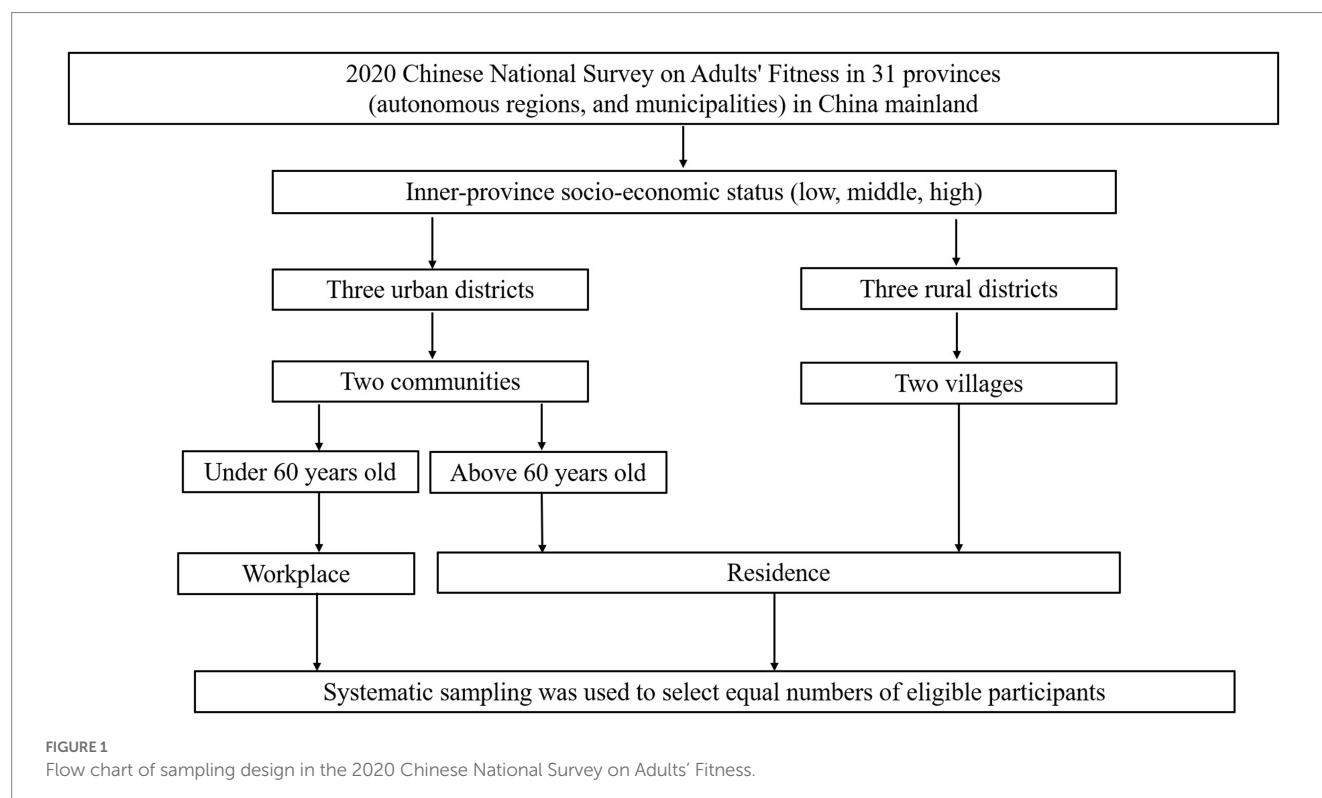 2020 Chinese National Survey on Adults' Fitness in 31 provinces
(autonomous regions, and municipalities) in China mainland
Inner-province socio-economic status (low, middle, high)
Three urban districts
Three rural districts
Two communities
Two villages
Under 60 years old
Above 60 years old
Workplace
Residence
Systematic sampling was used to select equal numbers of eligible participants
FIGURE 1
Flow chart of sampling design in the 2020 Chinese National Survey on Adults’ Fitness.